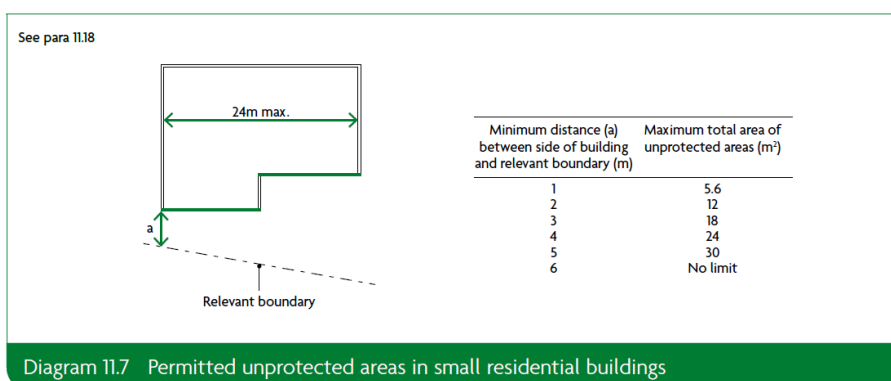 See para 11.18
24m max.
a
Relevant boundary
Minimum distance (a) Maximum total area of
between side of building unprotected areas (m²)
and relevant boundary (m)
1 5.6
2 12
3 18
4 24
5 30
6 No limit
Diagram 11.7 Permitted unprotected areas in small residential buildings